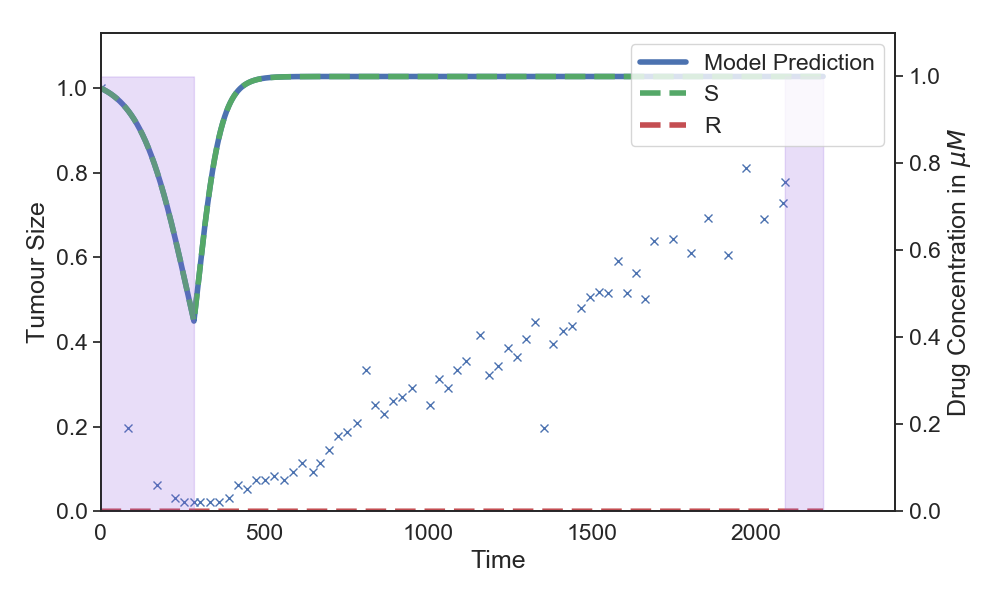 Model Prediction
S
R
Tumour Size
1.0
0.8
0.6
0.4
0.2
0.0
Drug Concentration in μM
1.0
0.8
0.6
0.4
0.2
0.0
0
500
1000
1500
2000
Time